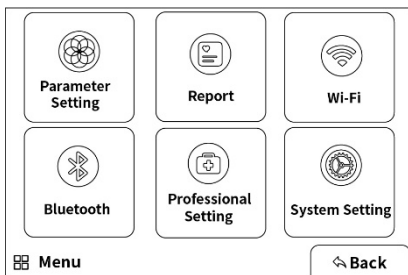 Parameter
Setting
Report
Wi-Fi
Bluetooth
Professional
Setting
System Setting
Menu
Back